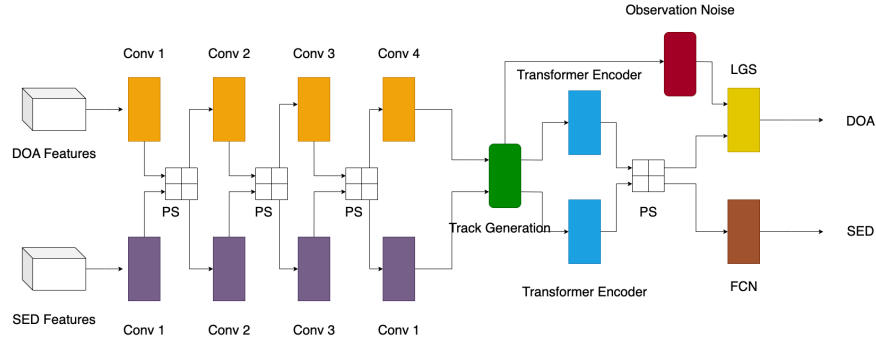 Observation Noise
Conv 1
Conv 2
Conv 3
Conv 4
Transformer Encoder
LGS
DOA Features
DOA
PS
PS
PS
PS
Track Generation
SED
SED Features
Transformer Encoder
FCN
Conv 1
Conv 2
Conv 3
Conv 1